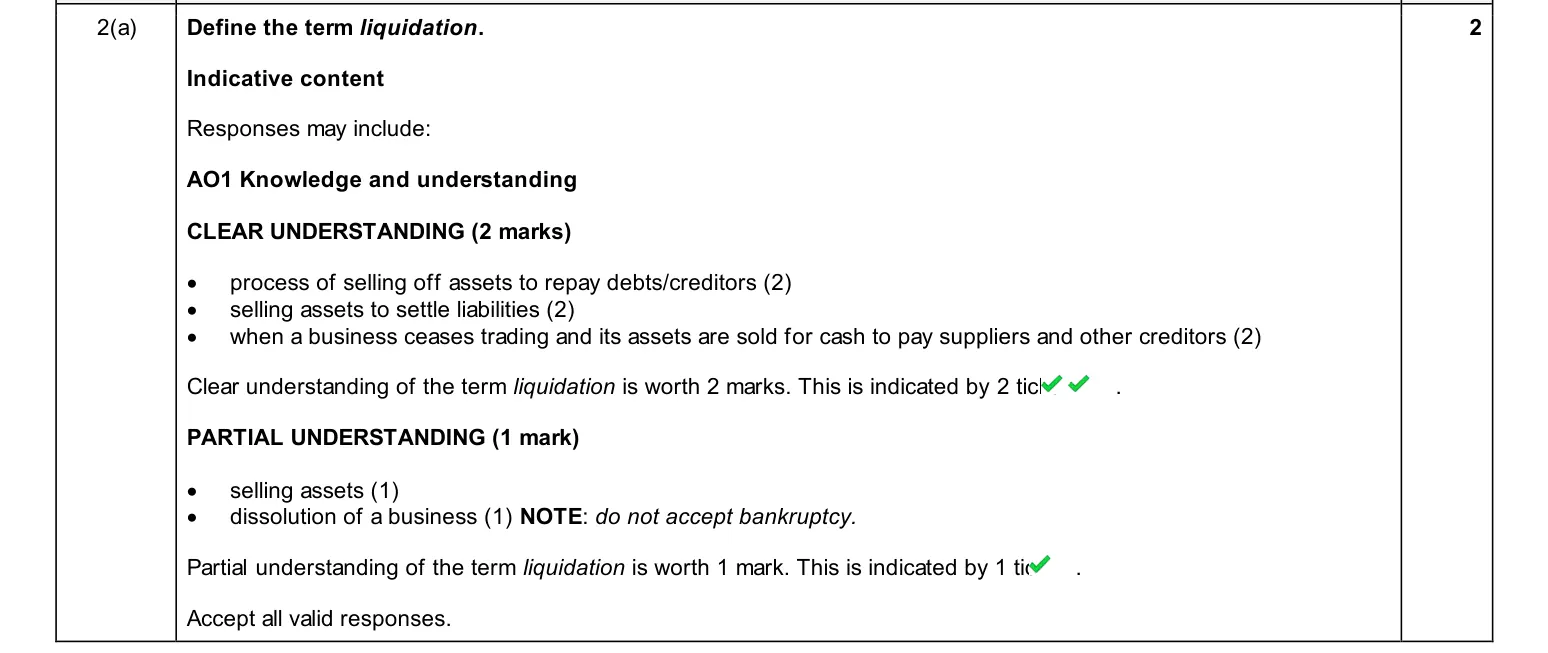 2(a) Define the term liquidation. 2
Indicative content
Responses may include:
AO1 Knowledge and understanding
CLEAR UNDERSTANDING (2 marks)
• process of selling off assets to repay debts/creditors (2)
• selling assets to settle liabilities (2)
• when a business ceases trading and its assets are sold for cash to pay suppliers and other creditors (2)
Clear understanding of the term liquidation is worth 2 marks. This is indicated by 2 ✓ ✓ .
PARTIAL UNDERSTANDING (1 mark)
• selling assets (1)
• dissolution of a business (1) NOTE: do not accept bankruptcy.
Partial understanding of the term liquidation is worth 1 mark. This is indicated by 1 ✓ .
Accept all valid responses.